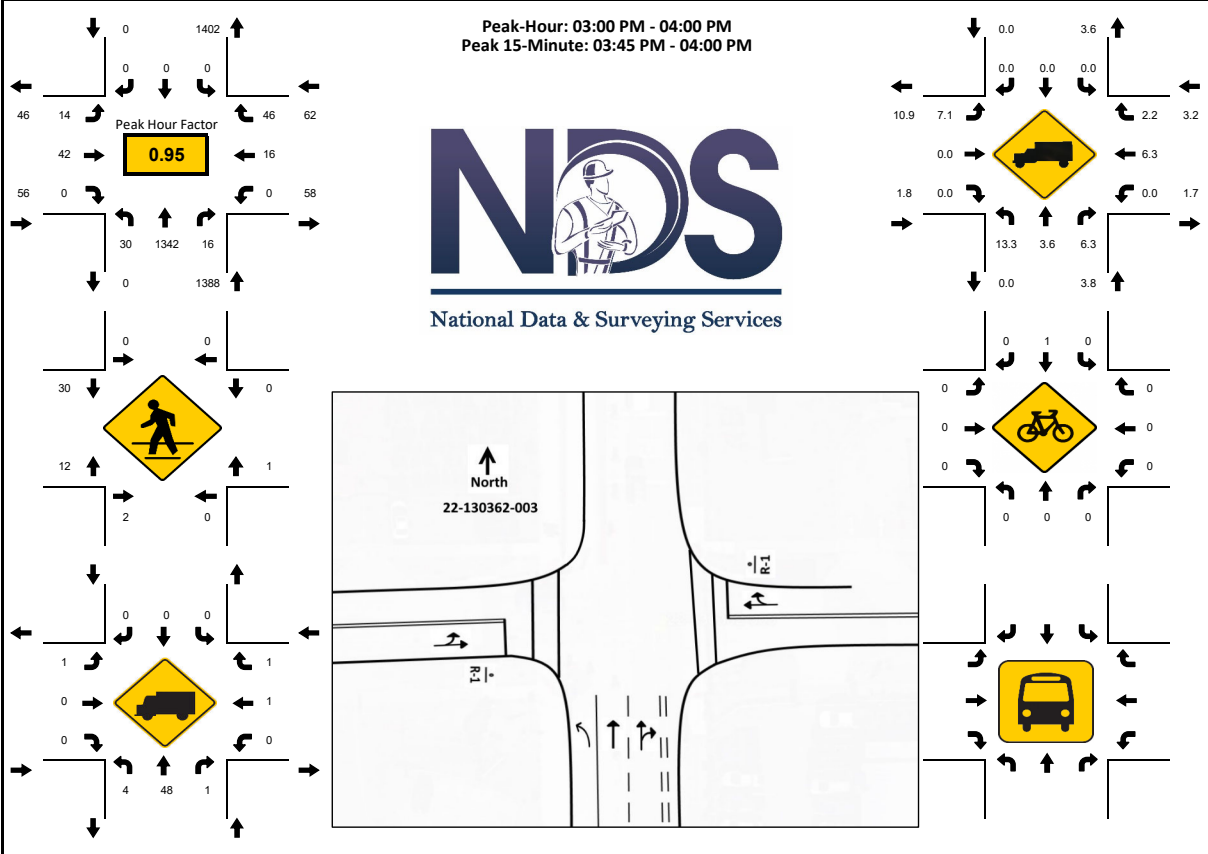 Peak-Hour: 03:00 PM - 04:00 PM
Peak 15-Minute: 03:45 PM - 04:00 PM
0 1402
0 0 0
46 14 46 62
Peak Hour Factor
42 0.95 16
56 0 0 58
30 1342 16
0 1388
0.0 3.6
0.0 0.0 0.0
10.9 7.1 2.2 3.2
0.0 6.3
1.8 0.0 0.0 1.7
13.3 3.6 6.3
0.0 3.8
NDS
National Data & Surveying Services
0 0
30 0
12 1
2 0
0 1 0
0 0
0 0
0 0
0 0 0
North
22-130362-003
R-1
R-1
0 0 0
1 1
0 1
0 0
4 48 1